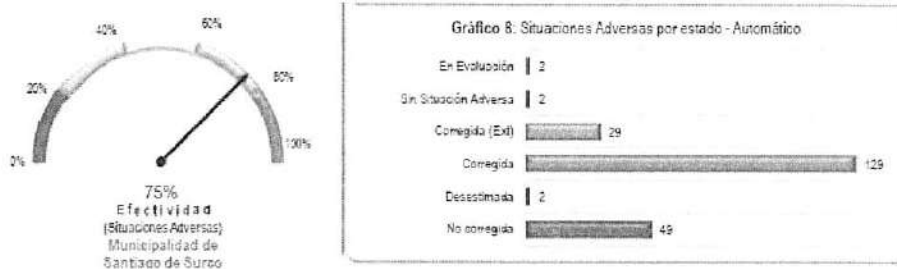 0%
20%
40%
60%
80%
100%
75%
Efectividad
(Situaciones Adversas)
Municipalidad de
Santiago de Surco
Gráfico 8: Situaciones Adversas por estado - Automático
En Evaluación 2
Sin Situación Adversa 2
Corregida (Ext) 29
Corregida 129
Desestimada 2
No corregida 49